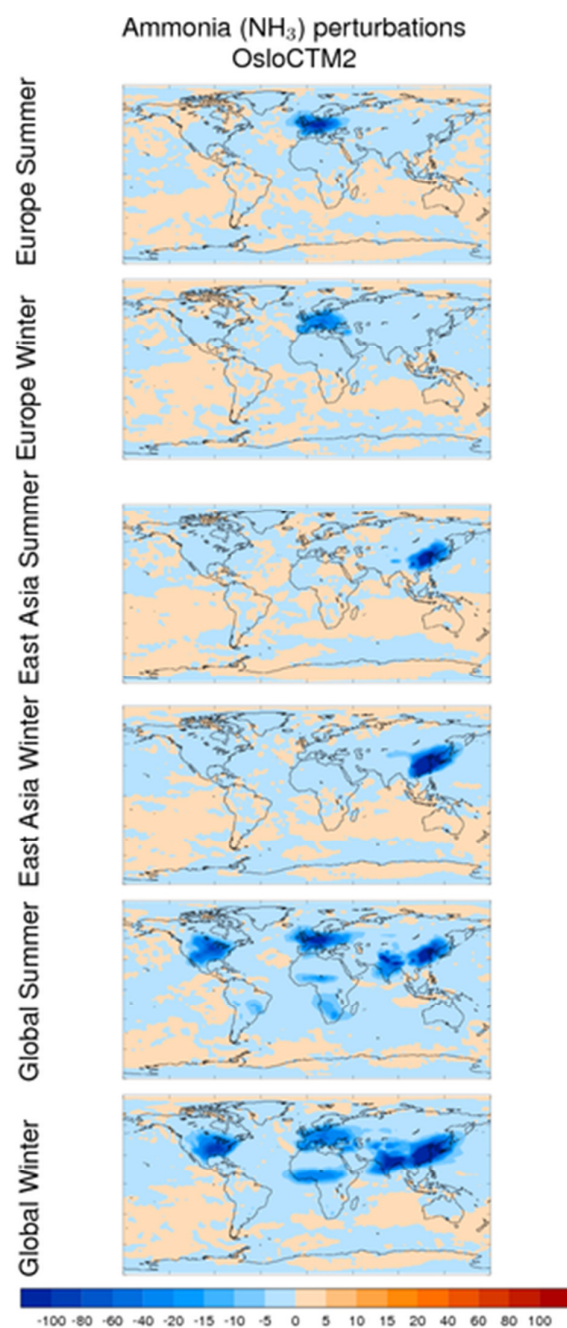 Ammonia (NH₃) perturbations
OsloCTM2
Europe Summer
Europe Winter
East Asia Summer
East Asia Winter
Global Summer
Global Winter
-100 -80 -60 -40 -20 -15 -10 -5 0 5 10 15 20 40 60 80 100